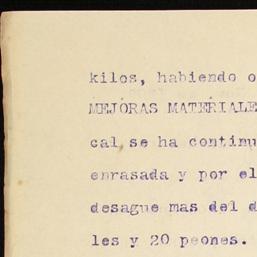 kilos, habiendo o
MEJORAS MATERIALE
cal se ha continu
enrasada y por el
desague mas del d
les y 20 peones.